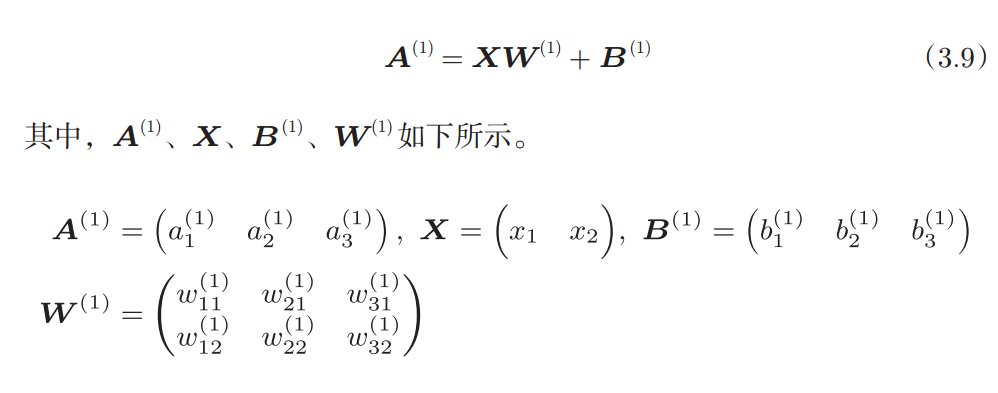 A^{(1)} = XW^{(1)} + B^{(1)} (3.9)
其中，A^{(1)}、X、B^{(1)}、W^{(1)}如下所示。
A^{(1)} = (a_1^{(1)} a_2^{(1)} a_3^{(1)}), X = (x_1 x_2), B^{(1)} = (b_1^{(1)} b_2^{(1)} b_3^{(1)})
W^{(1)} = (w_{11}^{(1)} w_{21}^{(1)} w_{31}^{(1)}
w_{12}^{(1)} w_{22}^{(1)} w_{32}^{(1)})